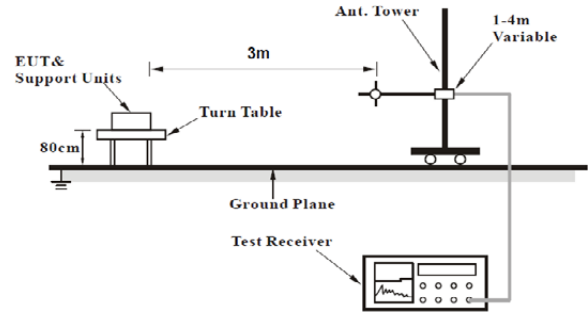 Ant. Tower
1-4m
Variable
3m
EUT&
Support Units
Turn Table
80cm
Ground Plane
Test Receiver